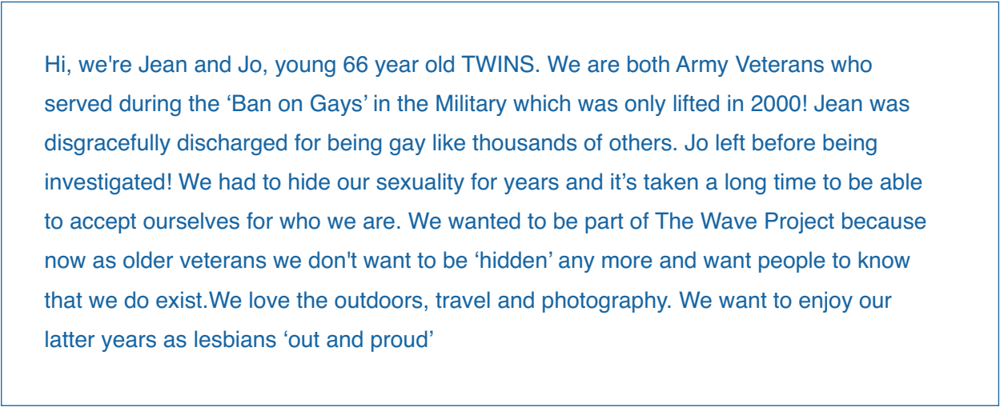 Hi, we're Jean and Jo, young 66 year old TWINS. We are both Army Veterans who
served during the ‘Ban on Gays’ in the Military which was only lifted in 2000! Jean was
disgracefully discharged for being gay like thousands of others. Jo left before being
investigated! We had to hide our sexuality for years and it’s taken a long time to be able
to accept ourselves for who we are. We wanted to be part of The Wave Project because
now as older veterans we don't want to be ‘hidden’ any more and want people to know
that we do exist.We love the outdoors, travel and photography. We want to enjoy our
latter years as lesbians ‘out and proud’